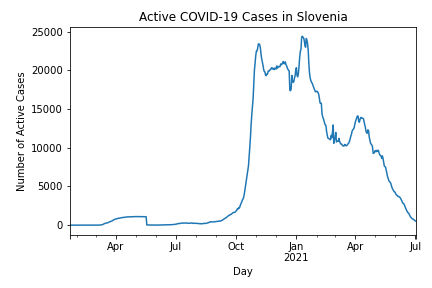 Active COVID-19 Cases in Slovenia
25000
20000
15000
10000
5000
0
Number of Active Cases
Apr
Jul
Oct
Jan
2021
Apr
Jul
Day